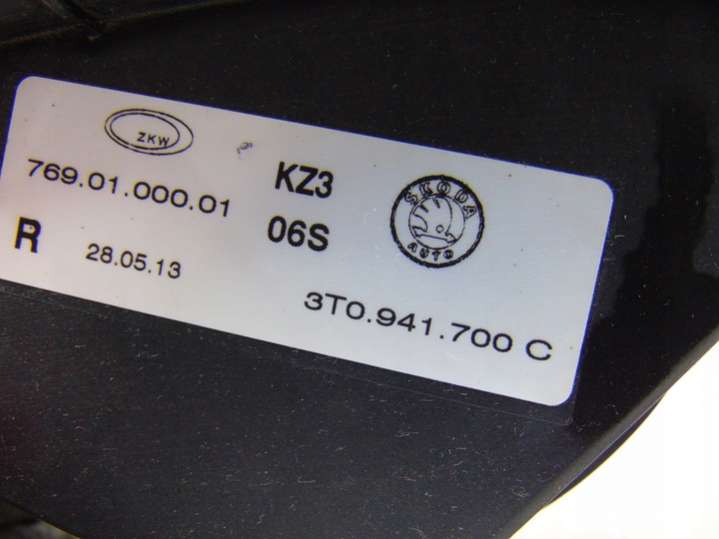 ZKW
769.01.000.01
KZ3
R
28.05.13
06S
SKODA
AUTO
3T0.941.700 C